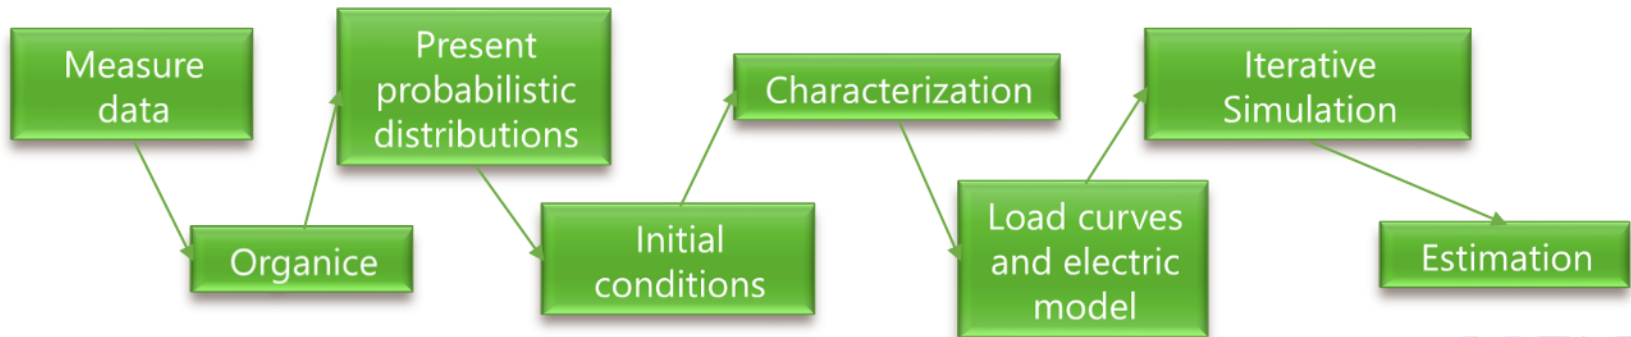 Measure
data
Organice
Present
probabilistic
distributions
Initial
conditions
Characterization
Load curves
and electric
model
Iterative
Simulation
Estimation